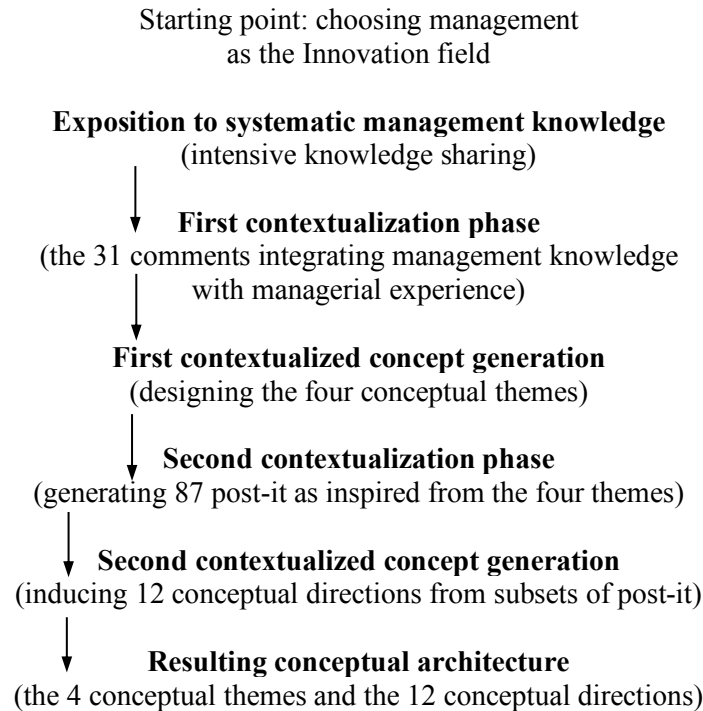 Starting point: choosing management
as the Innovation field
Exposition to systematic management knowledge
(intensive knowledge sharing)
First contextualization phase
(the 31 comments integrating management knowledge
with managerial experience)
First contextualized concept generation
(designing the four conceptual themes)
Second contextualization phase
(generating 87 post-it as inspired from the four themes)
Second contextualized concept generation
(inducing 12 conceptual directions from subsets of post-it)
Resulting conceptual architecture
(the 4 conceptual themes and the 12 conceptual directions)